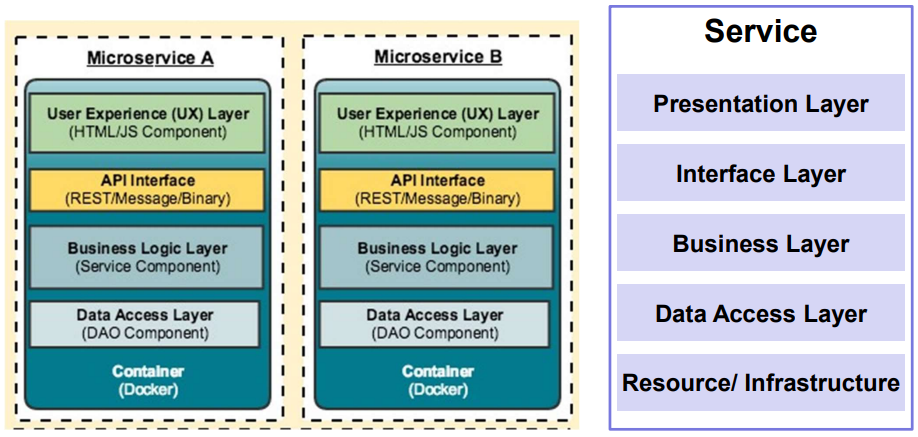 Microservice A
User Experience (UX) Layer
(HTML/JS Component)
API Interface
(REST/Message/Binary)
Business Logic Layer
(Service Component)
Data Access Layer
(DAO Component)
Container
(Docker)
Microservice B
User Experience (UX) Layer
(HTML/JS Component)
API Interface
(REST/Message/Binary)
Business Logic Layer
(Service Component)
Data Access Layer
(DAO Component)
Container
(Docker)
Service
Presentation Layer
Interface Layer
Business Layer
Data Access Layer
Resource/ Infrastructure